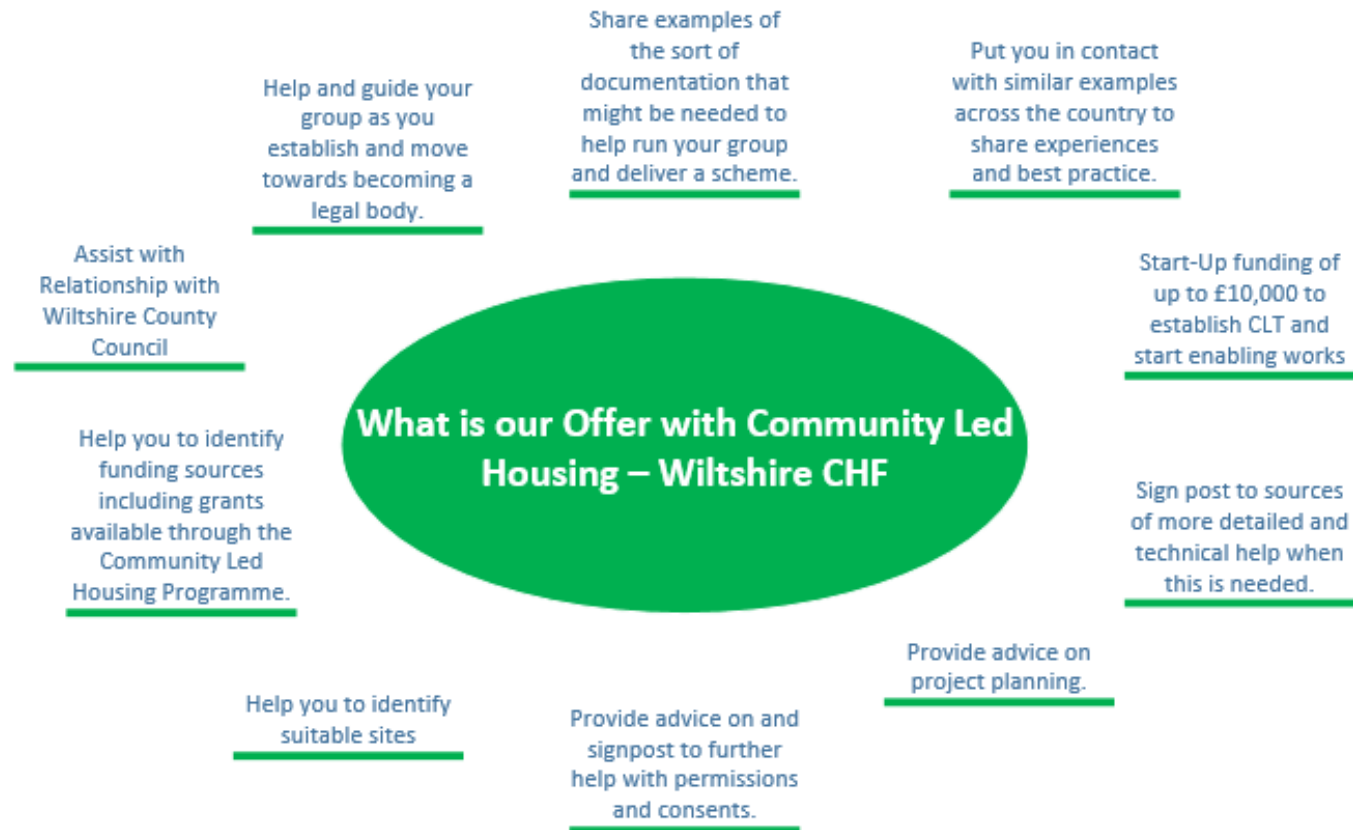 Share examples of
the sort of
documentation that
might be needed to
help run your group
and deliver a scheme.
Put you in contact
with similar examples
across the country to
share experiences
and best practice.
Help and guide your
group as you
establish and move
towards becoming a
legal body.
Assist with
Relationship with
Wiltshire County
Council
Start-Up funding of
up to £10,000 to
establish CLT and
start enabling works
What is our Offer with Community Led
Housing – Wiltshire CHF
Help you to identify
funding sources
including grants
available through the
Community Led
Housing Programme.
Sign post to sources
of more detailed and
technical help when
this is needed.
Provide advice on
project planning.
Help you to identify
suitable sites
Provide advice on and
signpost to further
help with permissions
and consents.